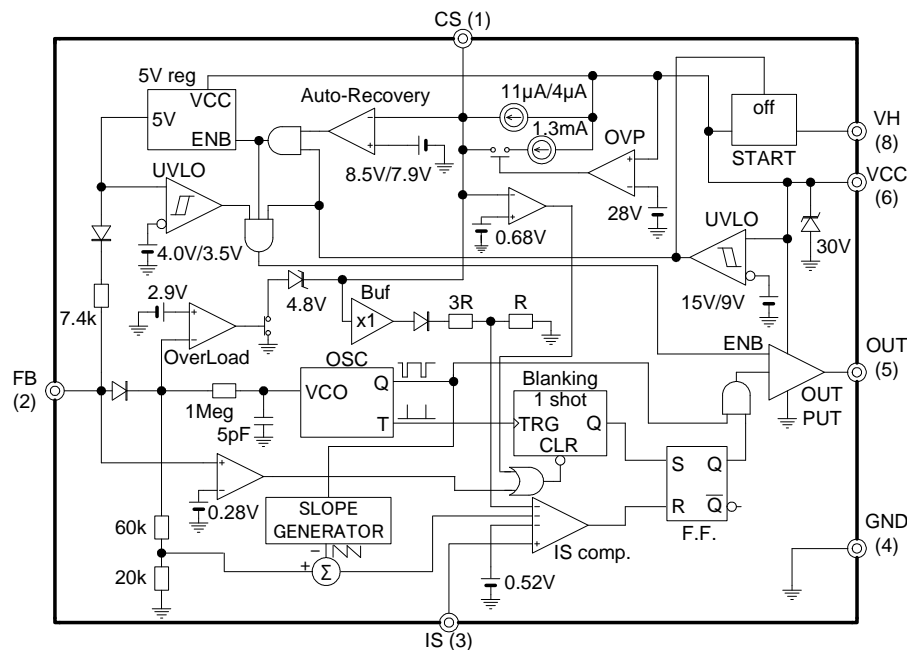 CS (1)
5V reg
VCC
5V
ENB
Auto-Recovery
8.5V/7.9V
11µA/4µA
1.3mA
OVP
28V
off
START
VH
(8)
VCC
(6)
UVLO
4.0V/3.5V
0.68V
UVLO
15V/9V
30V
7.4k
2.9V
OverLoad
4.8V
Buf
x1
3R
R
ENB
OUT
PUT
OUT
(5)
FB
(2)
1Meg
5pF
OSC
VCO
Q
T
Blanking
1 shot
TRG
Q
CLR
S
Q
R
Q
F.F.
0.28V
SLOPE
GENERATOR
−
+
Σ
60k
20k
IS comp.
0.52V
GND
(4)
IS (3)